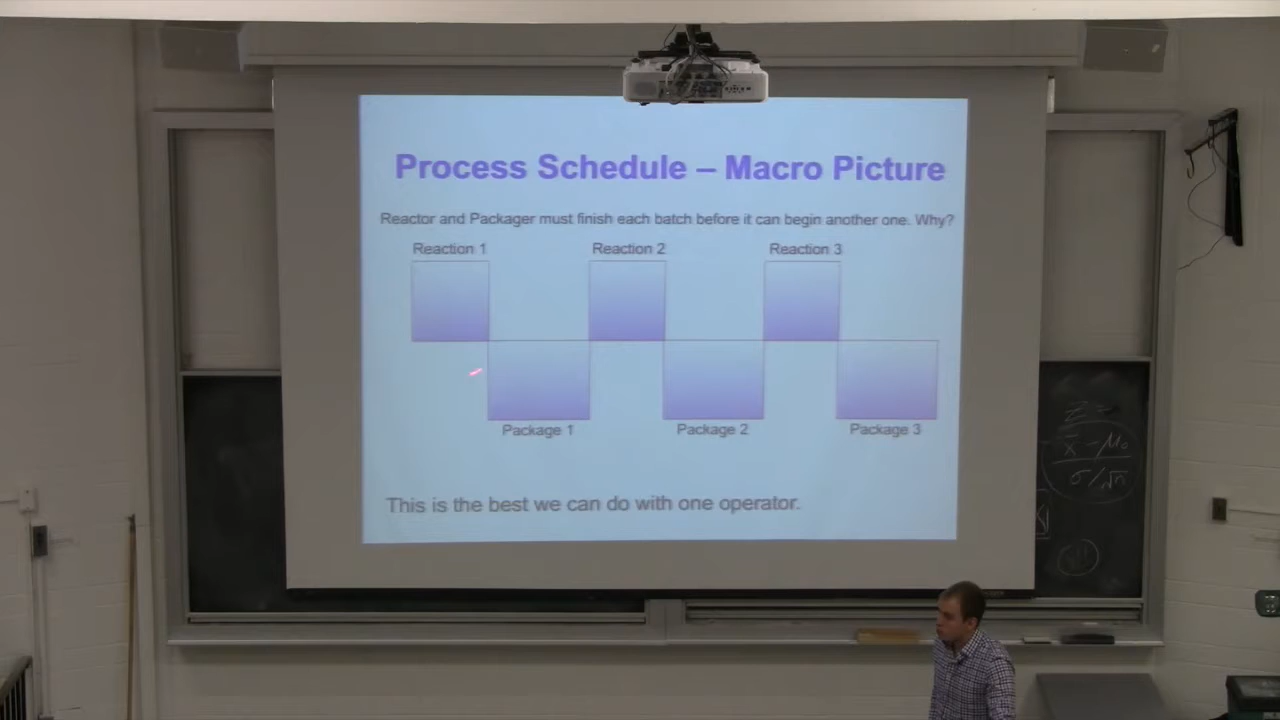 Process Schedule – Macro Picture
Reactor and Packager must finish each batch before it can begin another one. Why?
Reaction 1 Reaction 2 Reaction 3
Package 1 Package 2 Package 3
This is the best we can do with one operator.
z =
x̄ - μ₀
σ/√n